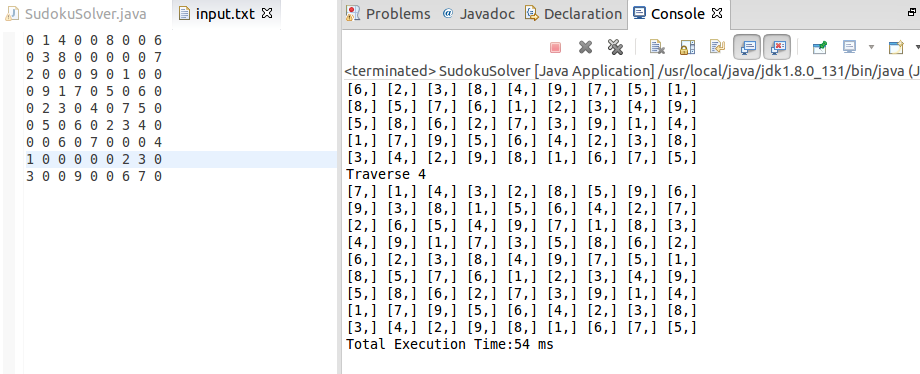 SudokuSolver.java
input.txt
0 1 4 0 0 8 0 0 6
0 3 8 0 0 0 0 0 7
2 0 0 0 9 0 1 0 0
0 9 1 7 0 5 0 6 0
0 2 3 0 4 0 7 5 0
0 5 0 6 0 2 3 4 0
0 0 6 0 7 0 0 0 4
1 0 0 0 0 0 2 3 0
3 0 0 9 0 0 6 7 0
Problems @ Javadoc Declaration Console
<terminated> SudokuSolver [Java Application] /usr/local/java/jdk1.8.0_131/bin/java (J
[6,] [2,] [3,] [8,] [4,] [9,] [7,] [5,] [1,]
[8,] [5,] [7,] [6,] [1,] [2,] [3,] [4,] [9,]
[5,] [8,] [6,] [2,] [7,] [3,] [9,] [1,] [4,]
[1,] [7,] [9,] [5,] [6,] [4,] [2,] [3,] [8,]
[3,] [4,] [2,] [9,] [8,] [1,] [6,] [7,] [5,]
Traverse 4
[7,] [1,] [4,] [3,] [2,] [8,] [5,] [9,] [6,]
[9,] [3,] [8,] [1,] [5,] [6,] [4,] [2,] [7,]
[2,] [6,] [5,] [4,] [9,] [7,] [1,] [8,] [3,]
[4,] [9,] [1,] [7,] [3,] [5,] [8,] [6,] [2,]
[6,] [2,] [3,] [8,] [4,] [9,] [7,] [5,] [1,]
[8,] [5,] [7,] [6,] [1,] [2,] [3,] [4,] [9,]
[5,] [8,] [6,] [2,] [7,] [3,] [9,] [1,] [4,]
[1,] [7,] [9,] [5,] [6,] [4,] [2,] [3,] [8,]
[3,] [4,] [2,] [9,] [8,] [1,] [6,] [7,] [5,]
Total Execution Time:54 ms